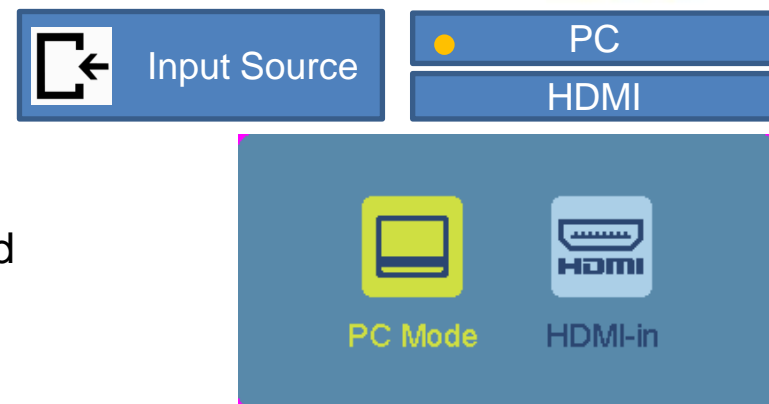 Input Source
PC
HDMI
d
HDMI
PC Mode
HDMI-in